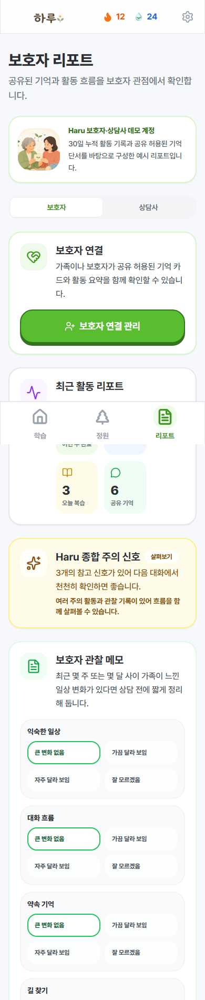 하루
12
24
보호자 리포트
공유된 기억과 활동 흐름을 보호자 관점에서 확인합
니다.
Haru 보호자·상담사 데모 계정
30일 누적 활동 기록과 공유 허용된 기억
단서를 바탕으로 구성한 예시 리포트입니
다.
보호자
상담사
보호자 연결
가족이나 보호자가 공유 허용된 기억 카
드와 활동 요약을 함께 확인할 수 있습니
다.
보호자 연결 관리
최근 활동 리포트
학습
정원
리포트
3
오늘 복습
6
공유 기억
Haru 종합 주의 신호
살펴보기
3개의 참고 신호가 있어 다음 대화에서
천천히 확인하면 좋습니다.
여러 주의 활동과 관찰 기록이 있어 흐름을 함
께 살펴볼 수 있습니다.
보호자 관찰 메모
최근 몇 주 또는 몇 달 사이 가족이 느낀
일상 변화가 있다면 상담 전에 짧게 정리
해 둡니다.
익숙한 일상
큰 변화 없음
가끔 달라 보임
자주 달라 보임
잘 모르겠음
대화 흐름
큰 변화 없음
가끔 달라 보임
자주 달라 보임
잘 모르겠음
약속 기억
큰 변화 없음
가끔 달라 보임
자주 달라 보임
잘 모르겠음
길 찾기